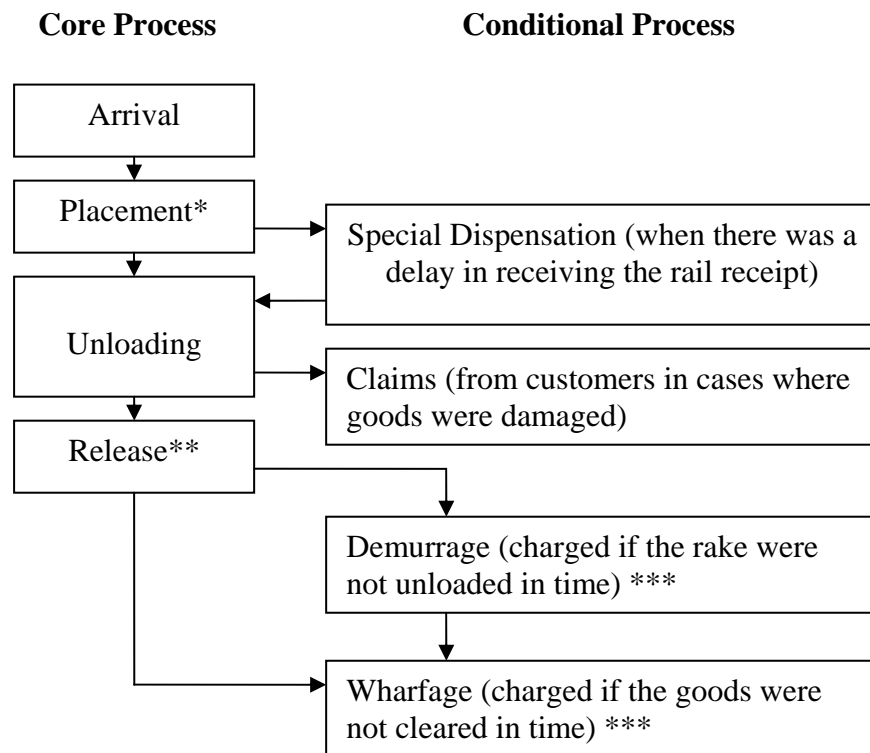 Core Process
Conditional Process
Arrival
Placement*
Special Dispensation (when there was a
delay in receiving the rail receipt)
Unloading
Claims (from customers in cases where
goods were damaged)
Release**
Demurrage (charged if the rake were
not unloaded in time) ***
Wharfage (charged if the goods were
not cleared in time) ***